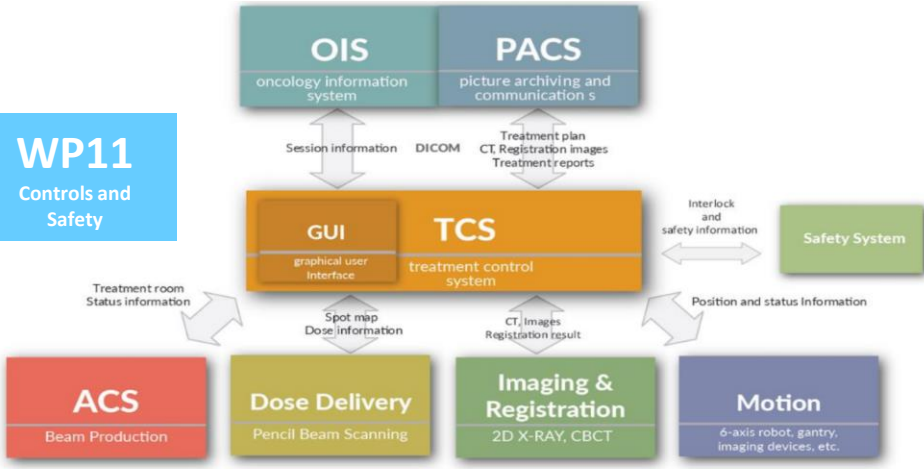 OIS
oncology information
system
PACS
picture archiving and
communication s
WP11
Controls and
Safety
Session information
DICOM
Treatment plan
CT, Registration images
Treatment reports
GUI
graphical user
Interface
TCS
treatment control
system
Interlock
and
safety information
Safety System
Treatment room
Status information
Spot map
Dose information
CT, Images
Registration result
Position and status Information
ACS
Beam Production
Dose Delivery
Pencil Beam Scanning
Imaging &
Registration
2D X-RAY, CBCT
Motion
6-axis robot, gantry,
imaging devices, etc.